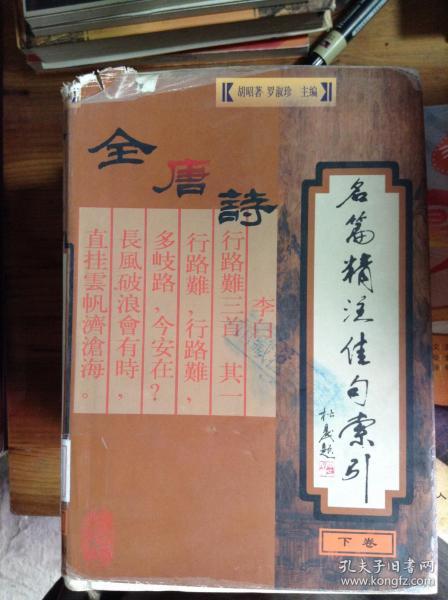 胡昭著 罗淑珍 主编
全唐詩
名篇精注佳句索引
李白
行路難三首 其一
行路難,行路難,
多岐路,今安在?
長風破浪會有時,
直挂雲帆濟滄海。
下卷
孔夫子旧书网